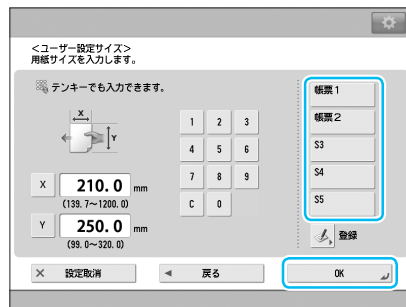 <ユーザー設定サイズ>
用紙サイズを入力します。
テンキーでも入力できます。
X
Y
1 2 3
4 5 6
7 8 9
C 0
X 210.0 mm
(139.7～1200.0)
Y 250.0 mm
(99.0～320.0)
帳票1
帳票2
S3
S4
S5
登録
× 設定取消
◀ 戻る
OK